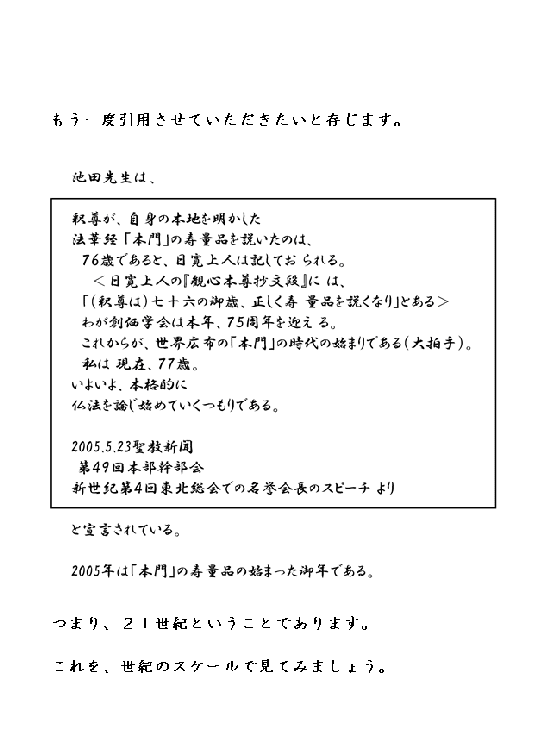 もう一度引用させていただきたいと存じます。
池田先生は、
釈尊が、自身の本地を明かした
法華経「本門」の寿量品を説いたのは、
76歳であると、日寛上人は記しておられる。
＜日寛上人の『観心本尊抄文段』には、
「（釈尊は）七十六の御歳、正しく寿量品を説くなり」とある＞
わが創価学会は本年、75周年を迎える。
これからが、世界広布の「本門」の時代の始まりである（大拍手）。
私は現在、77歳。
いよいよ、本格的に
仏法を論じ始めていくつもりである。
2005.5.23聖教新聞
第49回本部幹部会
新世紀第4回東北総会での名誉会長のスピーチより
と宣言されている。
2005年は「本門」の寿量品の始まった御年である。
つまり、２１世紀ということであります。
これを、世紀のスケールで見てみましょう。